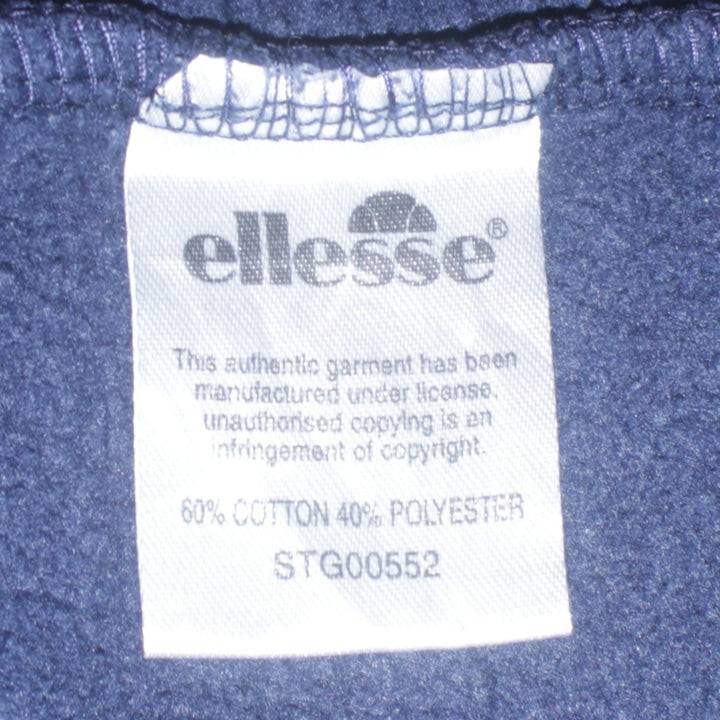 ellesse®
This authentic garment has been
manufactured under license.
unauthorised copying is an
infringement of copyright.
60% COTTON 40% POLYESTER
STG00552